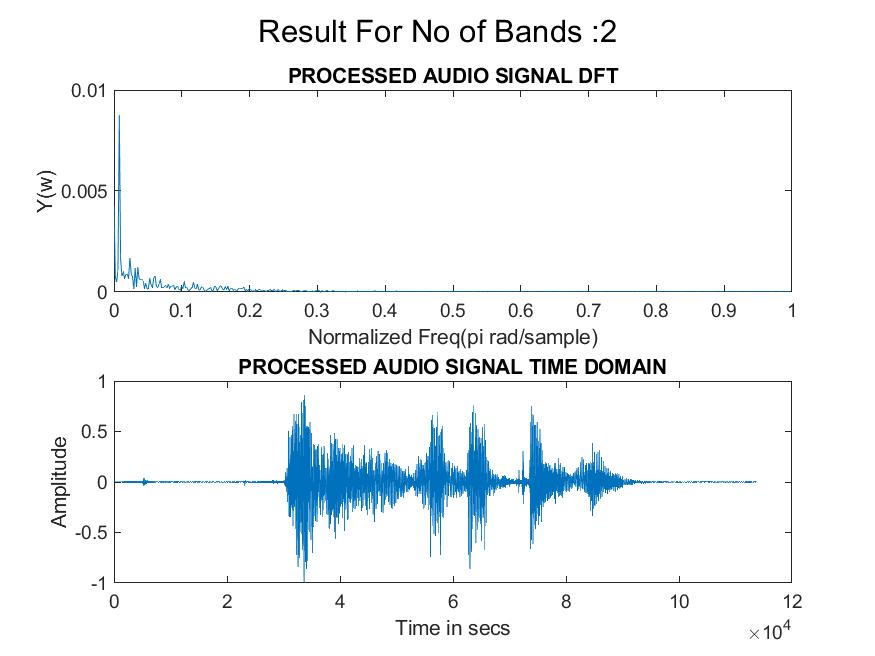 Result For No of Bands :2
PROCESSED AUDIO SIGNAL DFT
0.01
0.005
0
Y(w)
0 0.1 0.2 0.3 0.4 0.5 0.6 0.7 0.8 0.9 1
Normalized Freq(pi rad/sample)
PROCESSED AUDIO SIGNAL TIME DOMAIN
1
0.5
0
-0.5
-1
Amplitude
0 2 4 6 8 10 12
Time in secs
×10⁴